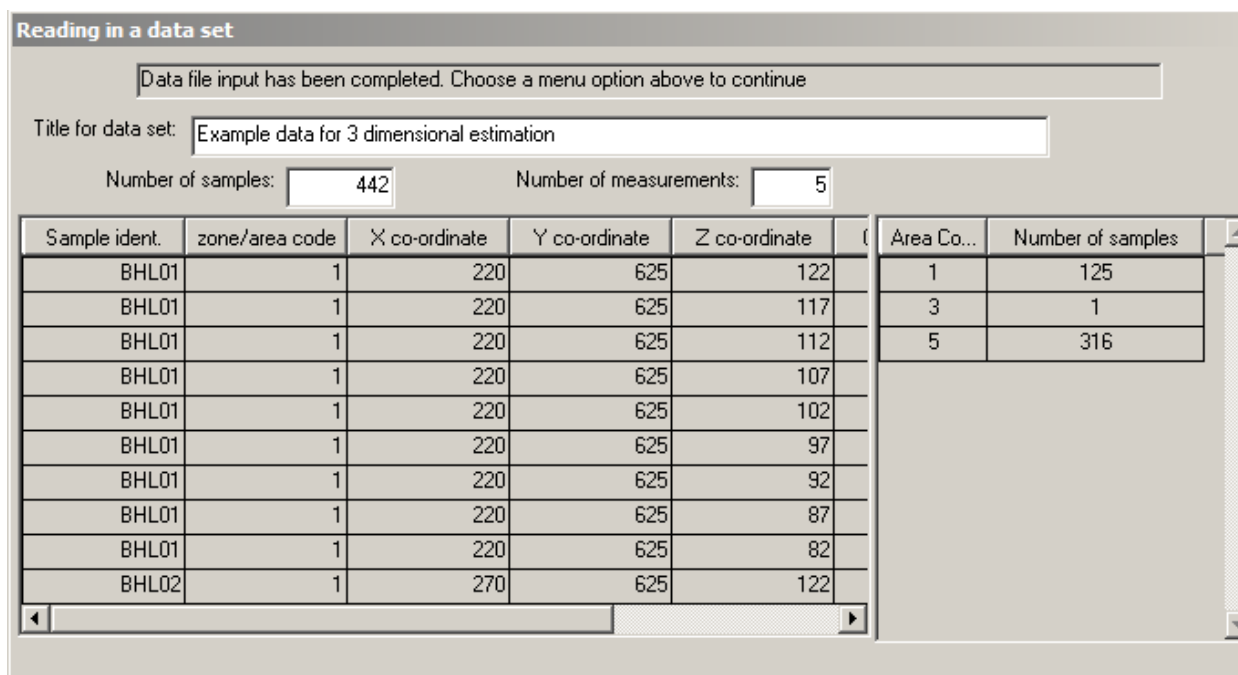 Reading in a data set
Data file input has been completed. Choose a menu option above to continue
Title for data set: Example data for 3 dimensional estimation
Number of samples: 442 Number of measurements: 5
Sample ident. zone/area code X co-ordinate Y co-ordinate Z co-ordinate Area Co... Number of samples
BHL01 1 220 625 122 1 125
BHL01 1 220 625 117 3 1
BHL01 1 220 625 112 5 316
BHL01 1 220 625 107
BHL01 1 220 625 102
BHL01 1 220 625 97
BHL01 1 220 625 92
BHL01 1 220 625 87
BHL01 1 220 625 82
BHL02 1 270 625 122